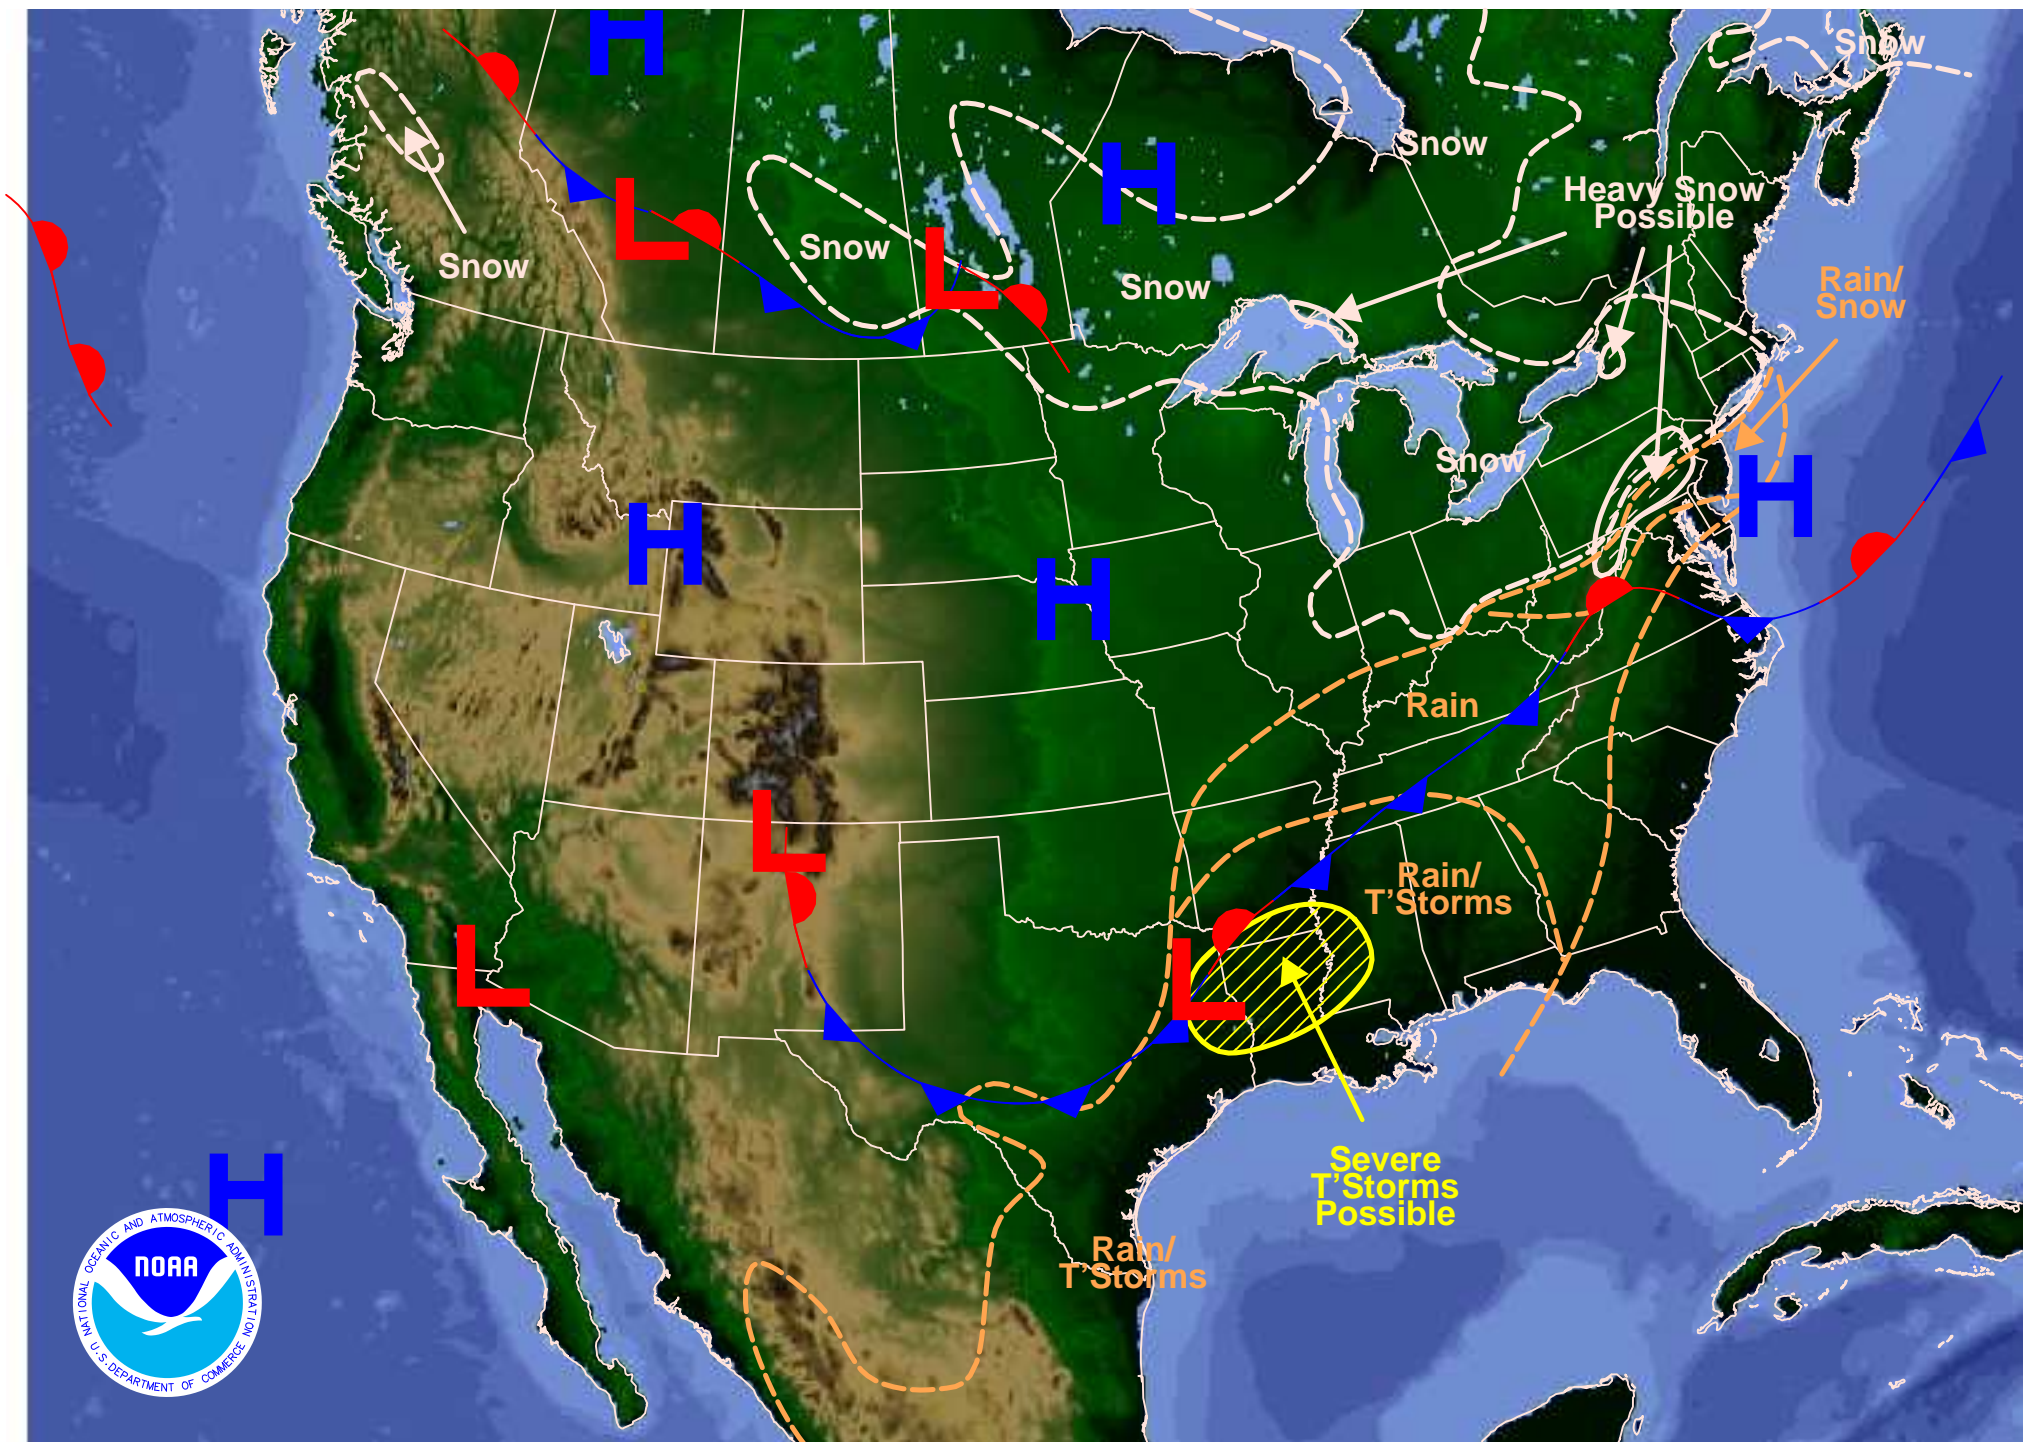 H
Snow
Snow
H
Heavy Snow
Possible
L
Snow
L
Snow
Snow
Rain/
Snow
Snow
H
H
H
Rain
L
Rain/
T'Storms
L
L
Severe
T'Storms
Possible
H
Rain/
T'Storms
NATIONAL OCEANIC AND ATMOSPHERIC ADMINISTRATION
NOAA
U.S. DEPARTMENT OF COMMERCE